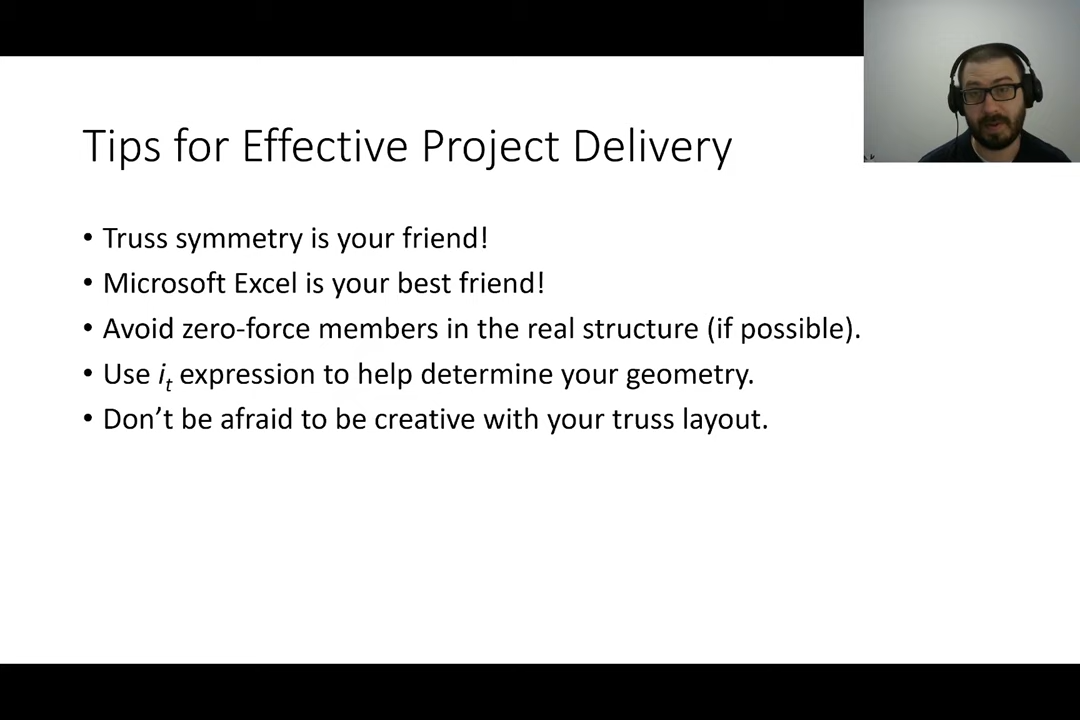 Tips for Effective Project Delivery
• Truss symmetry is your friend!
• Microsoft Excel is your best friend!
• Avoid zero-force members in the real structure (if possible).
• Use it expression to help determine your geometry.
• Don’t be afraid to be creative with your truss layout.